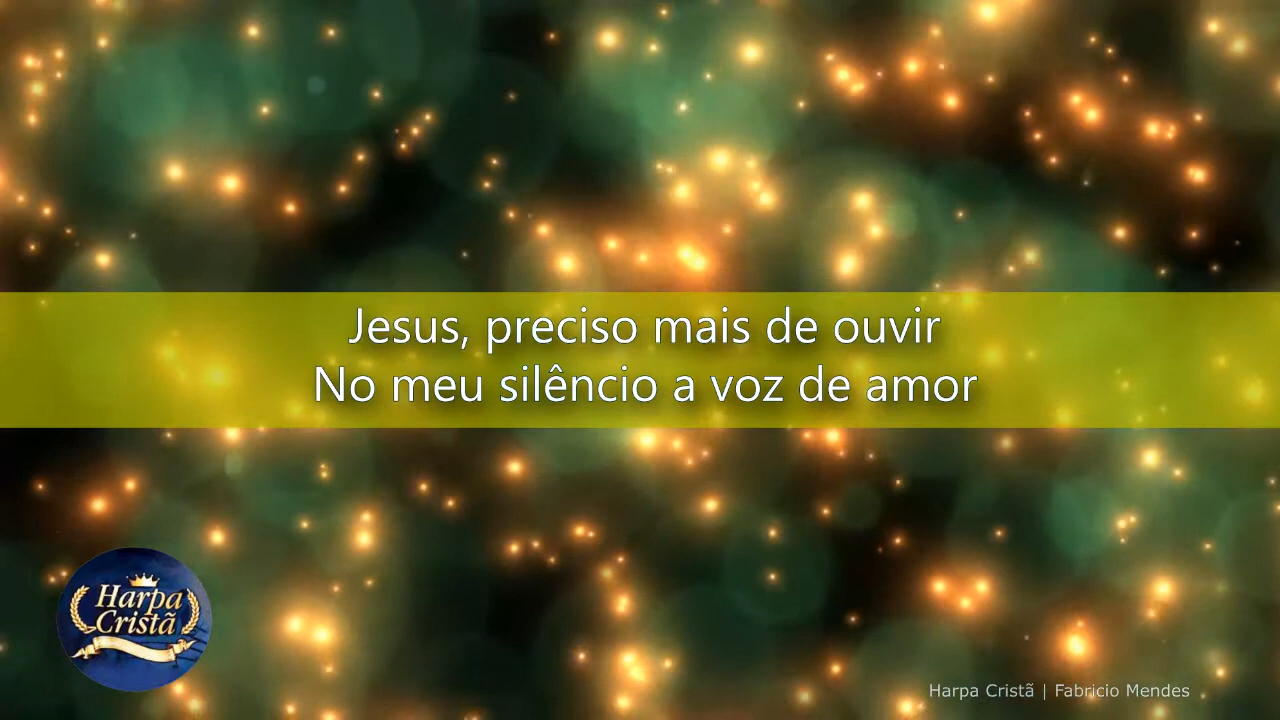 Jesus, preciso mais de ouvir
No meu silêncio a voz de amor
Harpa
Cristã
Harpa Cristã | Fabricio Mendes